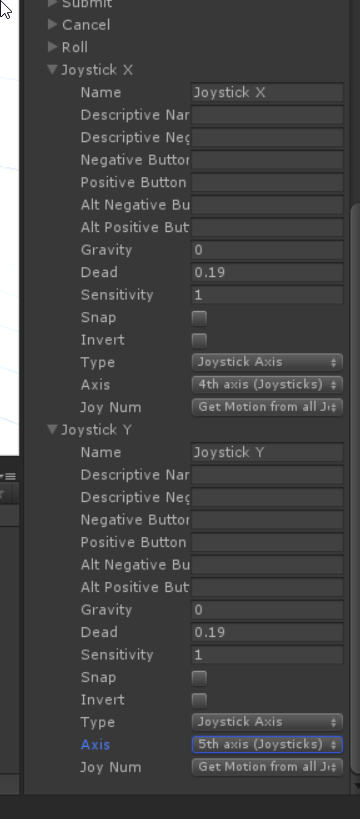 Submit
Cancel
Roll
Joystick X
Name Joystick X
Descriptive Nar
Descriptive Neg
Negative Button
Positive Button
Alt Negative Bu
Alt Positive But
Gravity 0
Dead 0.19
Sensitivity 1
Snap
Invert
Type Joystick Axis
Axis 4th axis (Joysticks)
Joy Num Get Motion from all Jo
Joystick Y
Name Joystick Y
Descriptive Nar
Descriptive Neg
Negative Button
Positive Button
Alt Negative Bu
Alt Positive But
Gravity 0
Dead 0.19
Sensitivity 1
Snap
Invert
Type Joystick Axis
Axis 5th axis (Joysticks)
Joy Num Get Motion from all Jo